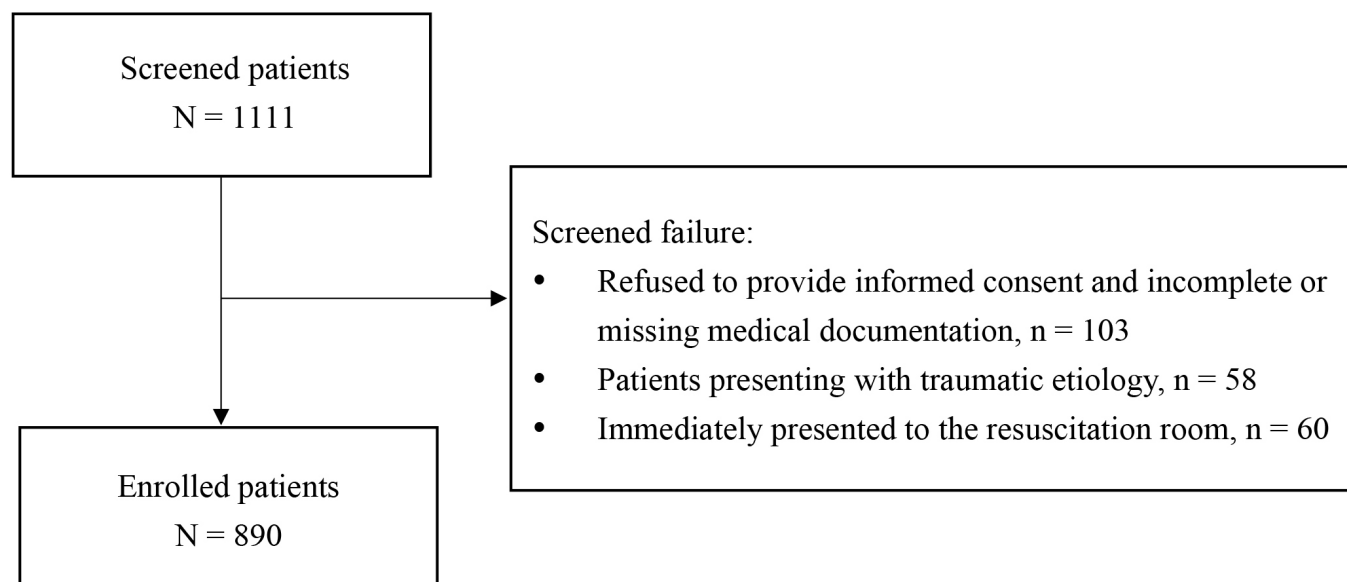 Screened patients
N = 1111
Screened failure:
• Refused to provide informed consent and incomplete or
missing medical documentation, n = 103
• Patients presenting with traumatic etiology, n = 58
• Immediately presented to the resuscitation room, n = 60
Enrolled patients
N = 890